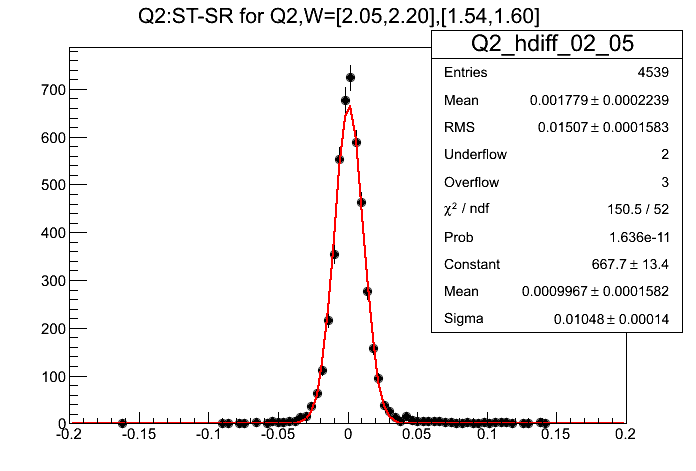 Q2:ST-SR for Q2,W=[2.05,2.20],[1.54,1.60]
Q2_hdiff_02_05
Entries 4539
Mean 0.001779 ± 0.0002239
RMS 0.01507 ± 0.0001583
Underflow 2
Overflow 3
χ² / ndf 150.5 / 52
Prob 1.636e-11
Constant 667.7 ± 13.4
Mean 0.0009967 ± 0.0001582
Sigma 0.01048 ± 0.00014
700
600
500
400
300
200
100
0
-0.2 -0.15 -0.1 -0.05 0 0.05 0.1 0.15 0.2